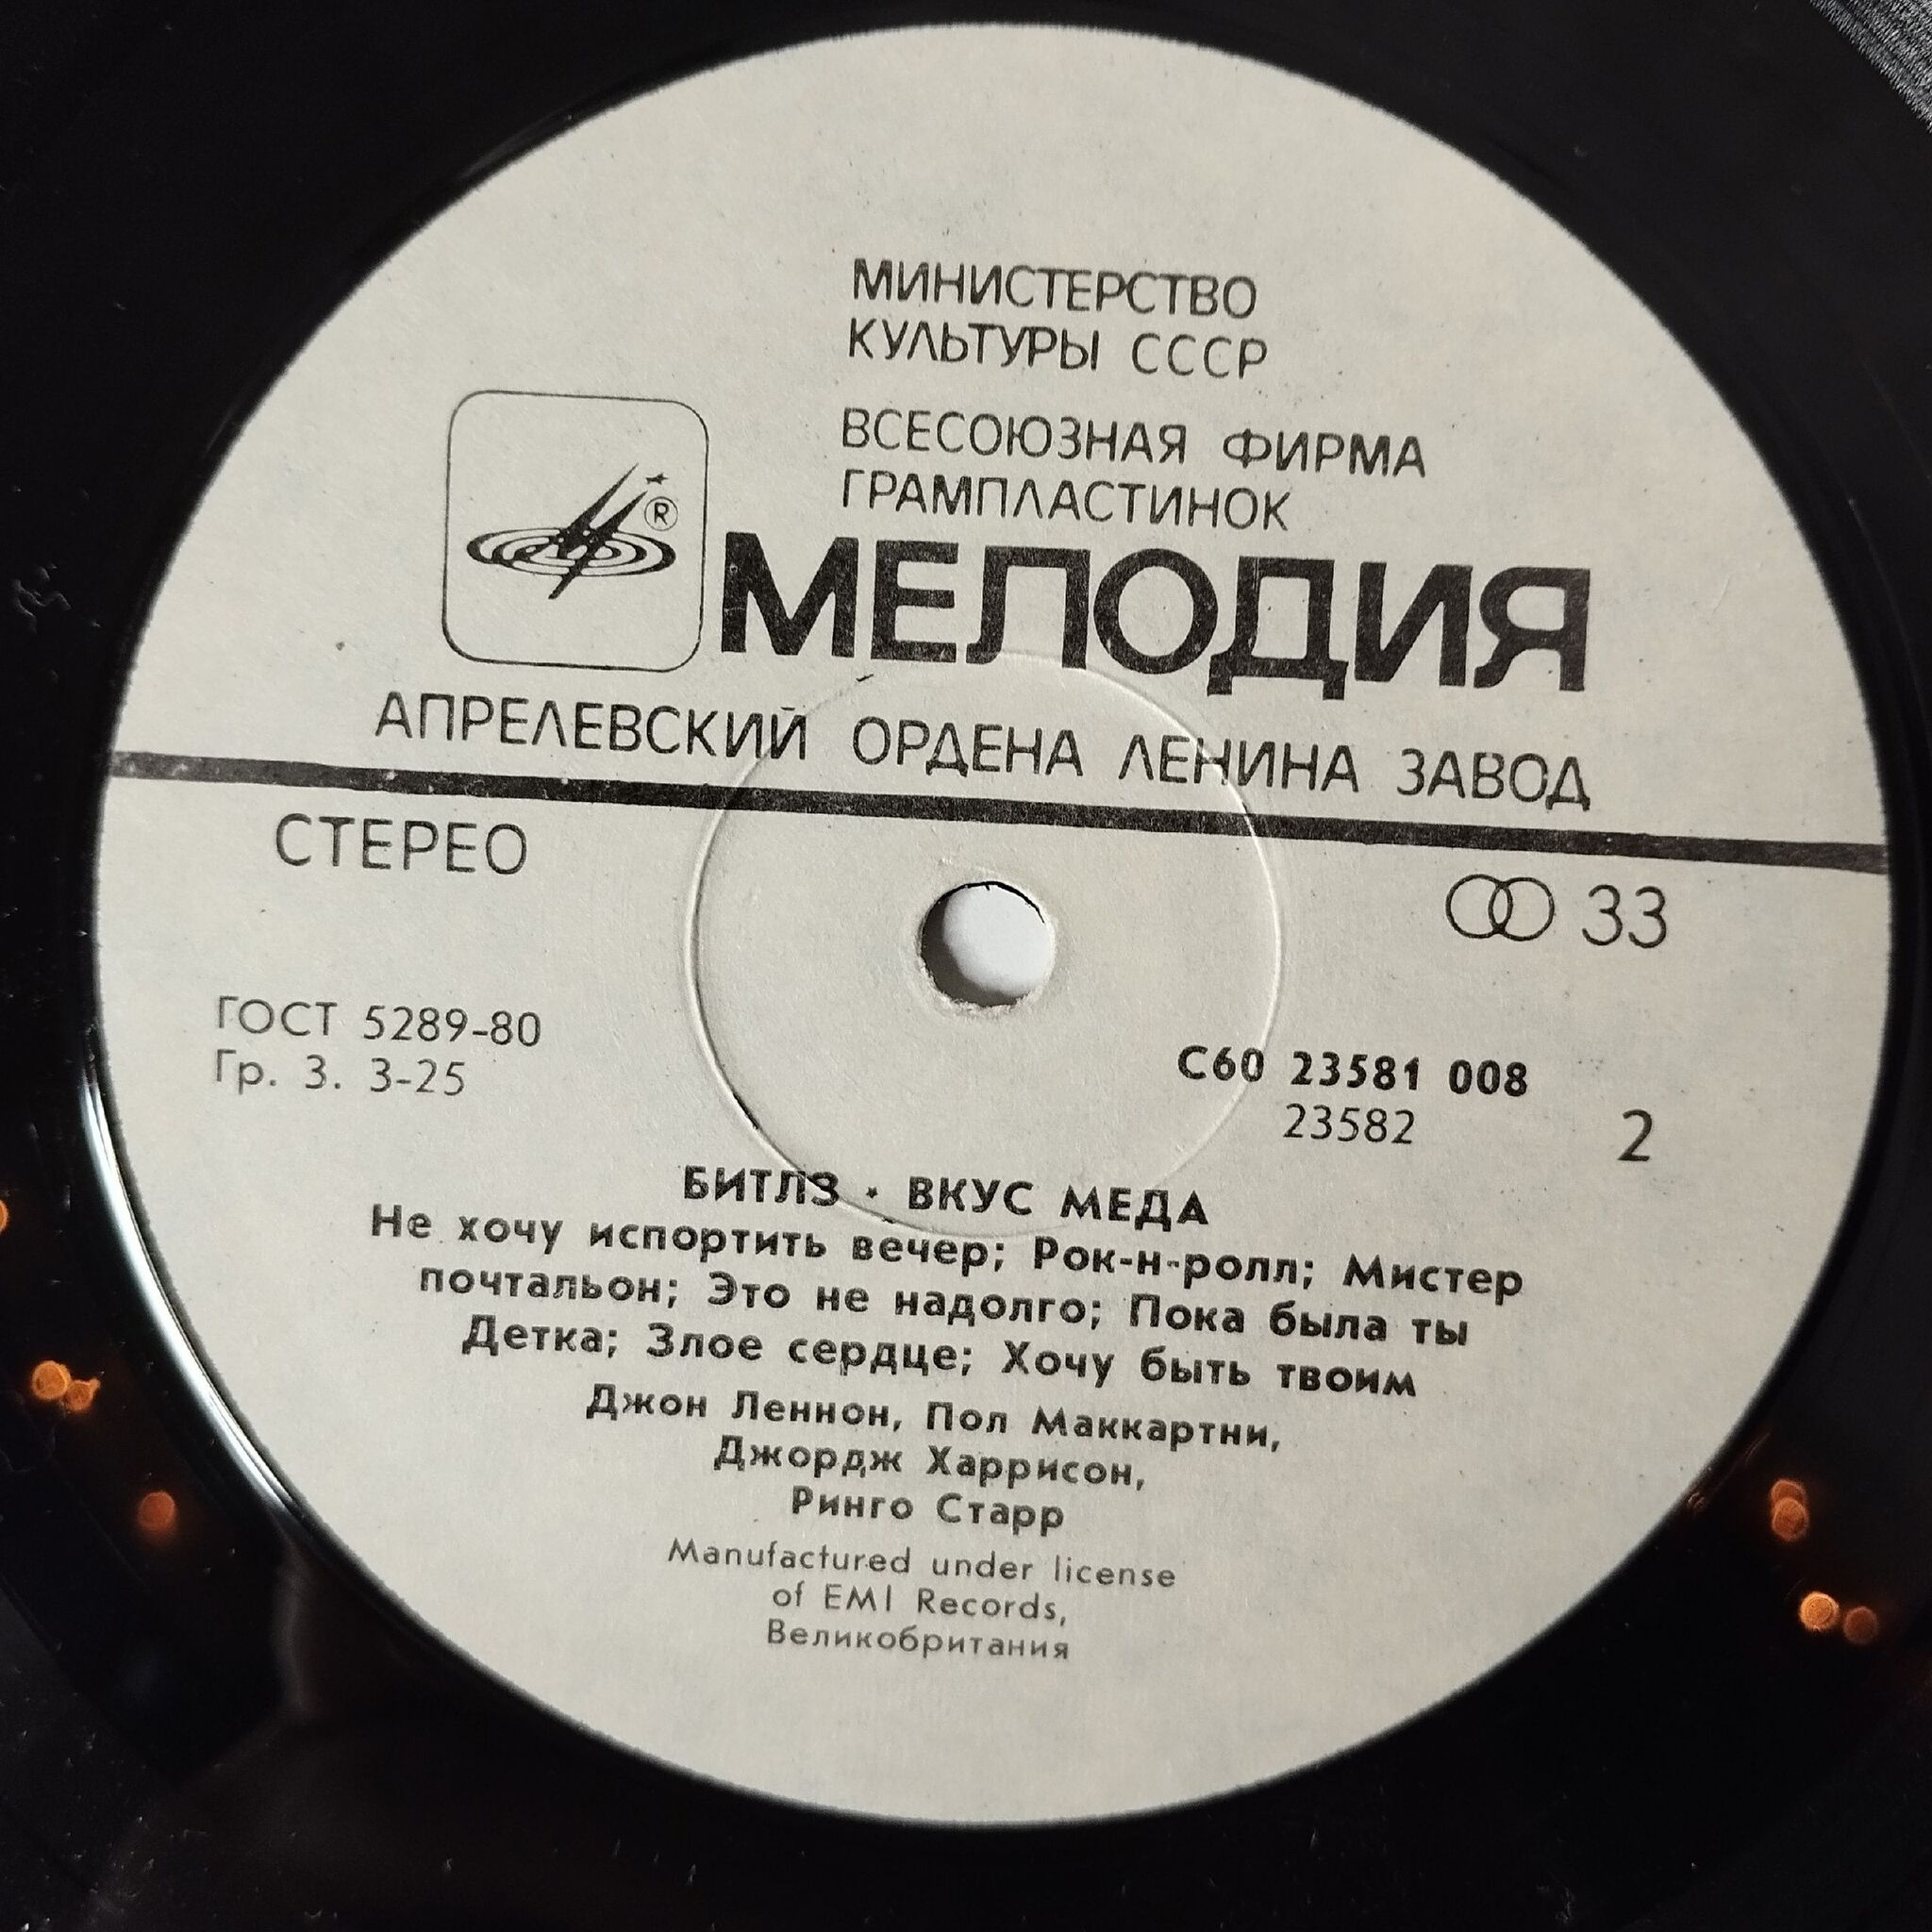 МИНИСТЕРСТВО
КУЛЬТУРЫ СССР
ВСЕСОЮЗНАЯ ФИРМА
ГРАМПЛАСТИНОК
®
МЕЛОДИЯ
АПРЕЛЕВСКИЙ ОРДЕНА ЛЕНИНА ЗАВОД
СТЕРЕО
33
ГОСТ 5289-80
Гр. 3. 3-25
С60 23581 008
23582
2
БИТЛЗ · ВКУС МЕДА
Не хочу испортить вечер; Рок-н-ролл; Мистер
почтальон; Это не надолго; Пока была ты
Детка; Злое сердце; Хочу быть твоим
Джон Леннон, Пол Маккартни,
Джордж Харрисон,
Ринго Старр
Manufactured under license
of EMI Records,
Великобритания